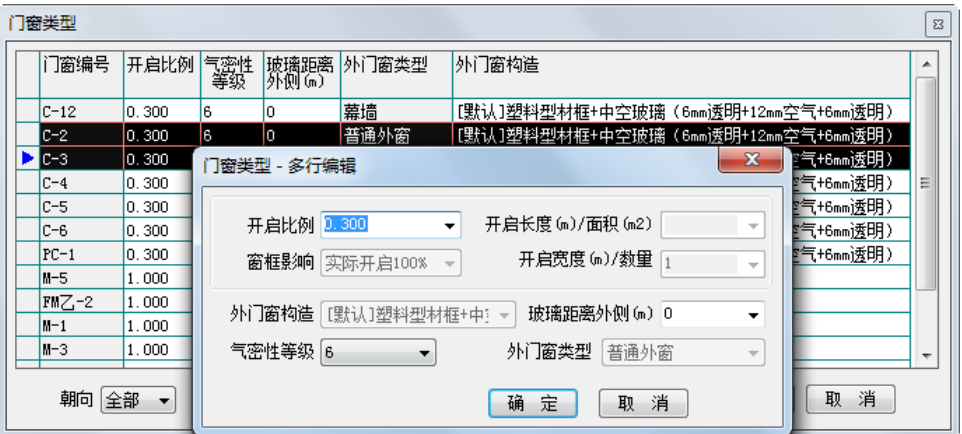 门窗类型
门窗编号 开启比例 气密性等级 玻璃距离外侧(m) 外门窗类型 外门窗构造
C-12 0.300 6 0 幕墙 [默认]塑料型材框+中空玻璃（6mm透明+12mm空气+6mm透明）
C-2 0.300 6 0 普通外窗 [默认]塑料型材框+中空玻璃（6mm透明+12mm空气+6mm透明）
C-3 0.300 空气+6mm透明）
C-4 0.300 空气+6mm透明）
C-5 0.300 空气+6mm透明）
C-6 0.300 空气+6mm透明）
PC-1 0.300 空气+6mm透明）
M-5 1.000
FM乙-2 1.000
M-1 1.000
M-3 1.000
朝向 全部
取 消
门窗类型 - 多行编辑
开启比例 0.300 开启长度(m)/面积(m2)
窗框影响 实际开启100% 开启宽度(m)/数量 1
外门窗构造 [默认]塑料型材框+中 玻璃距离外侧(m) 0
气密性等级 6 外门窗类型 普通外窗
确 定 取 消